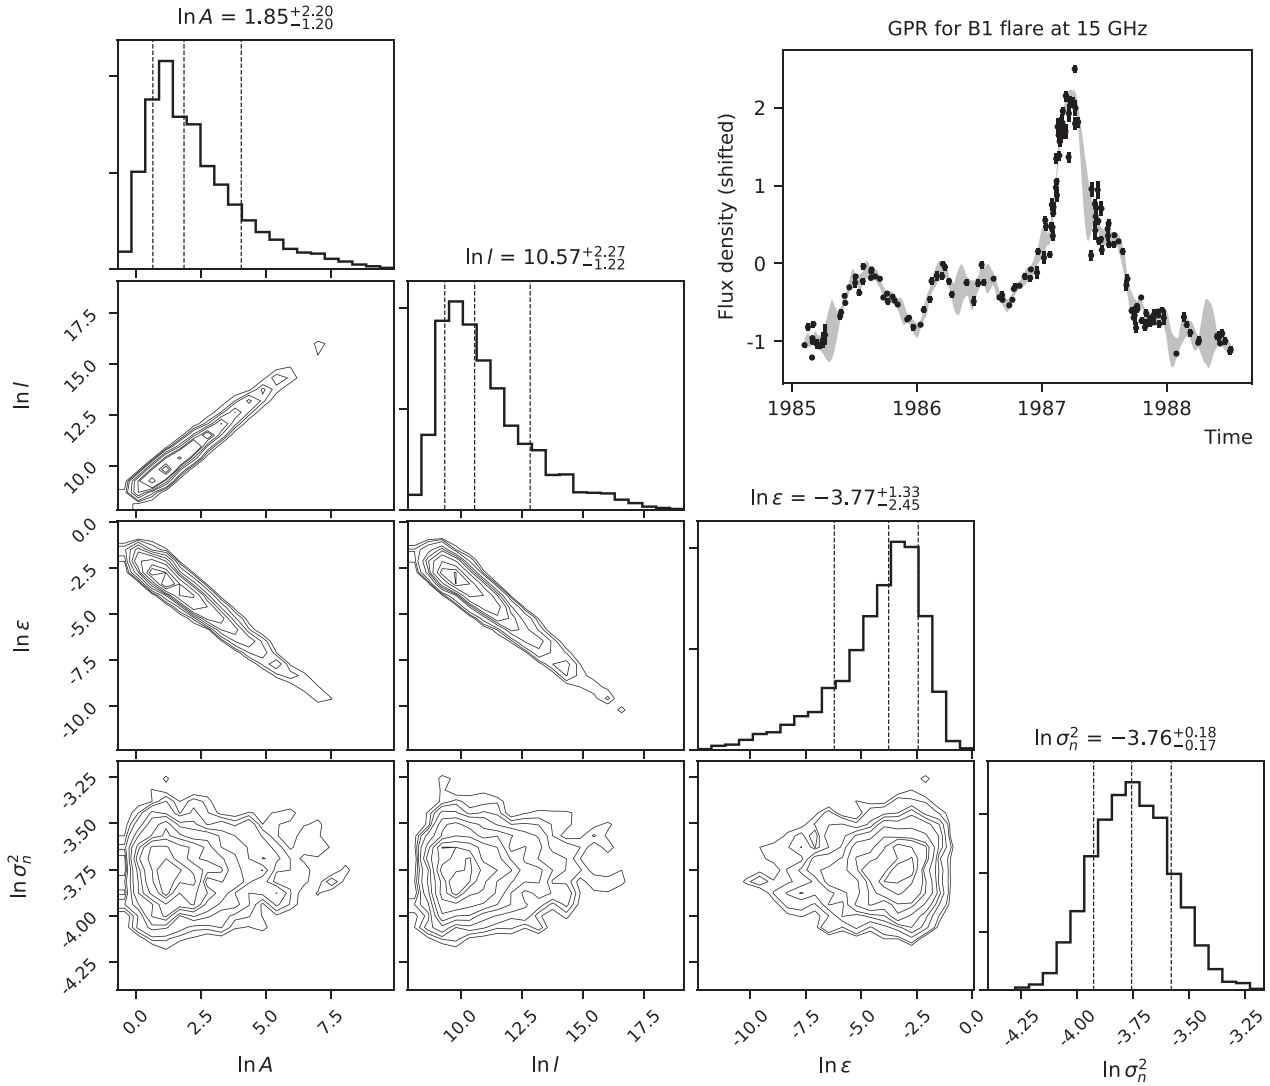 ln A = 1.85 +2.20 −1.20
GPR for B1 flare at 15 GHz
2
1
0
-1
Flux density (shifted)
1985 1986 1987 1988
Time
ln l = 10.57 +2.27 −1.22
17.5
15.0
12.5
10.0
ln l
ln ε = −3.77 +1.33 −2.45
0.0
-2.5
-5.0
-7.5
-10.0
ln ε
ln σ²n = −3.76 +0.18 −0.17
-3.25
-3.50
-3.75
-4.00
-4.25
ln σ²n
0.0 2.5 5.0 7.5
10.0 12.5 15.0 17.5
-10.0 -7.5 -5.0 -2.5 0.0
-4.25 -4.00 -3.75 -3.50 -3.25
ln A
ln l
ln ε
ln σ²n